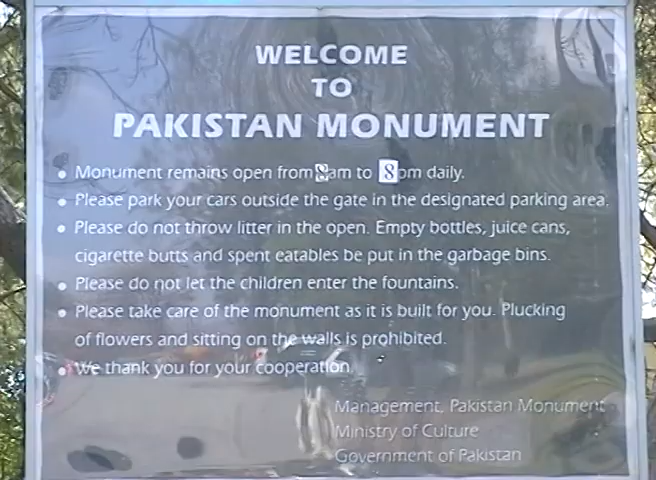 WELCOME
TO
PAKISTAN MONUMENT
• Monument remains open from 8am to 8pm daily.
• Please park your cars outside the gate in the designated parking area.
• Please do not throw litter in the open. Empty bottles, juice cans,
cigarette butts and spent eatables be put in the garbage bins.
• Please do not let the children enter the fountains.
• Please take care of the monument as it is built for you. Plucking
of flowers and sitting on the walls is prohibited.
• We thank you for your cooperation.
Management, Pakistan Monument
Ministry of Culture
Government of Pakistan